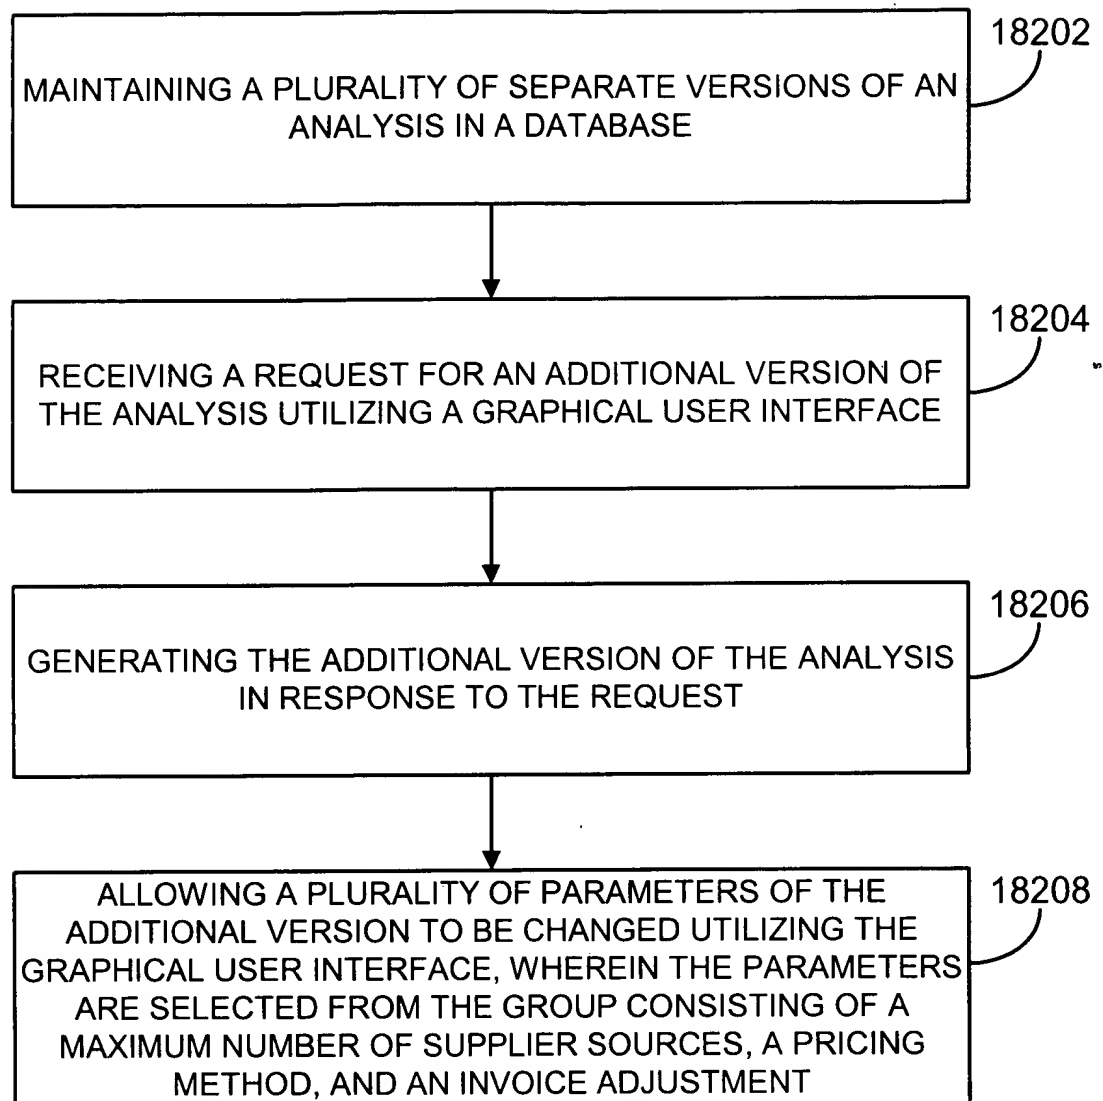 18202
MAINTAINING A PLURALITY OF SEPARATE VERSIONS OF AN
ANALYSIS IN A DATABASE
18204
RECEIVING A REQUEST FOR AN ADDITIONAL VERSION OF
THE ANALYSIS UTILIZING A GRAPHICAL USER INTERFACE
18206
GENERATING THE ADDITIONAL VERSION OF THE ANALYSIS
IN RESPONSE TO THE REQUEST
18208
ALLOWING A PLURALITY OF PARAMETERS OF THE
ADDITIONAL VERSION TO BE CHANGED UTILIZING THE
GRAPHICAL USER INTERFACE, WHEREIN THE PARAMETERS
ARE SELECTED FROM THE GROUP CONSISTING OF A
MAXIMUM NUMBER OF SUPPLIER SOURCES, A PRICING
METHOD, AND AN INVOICE ADJUSTMENT